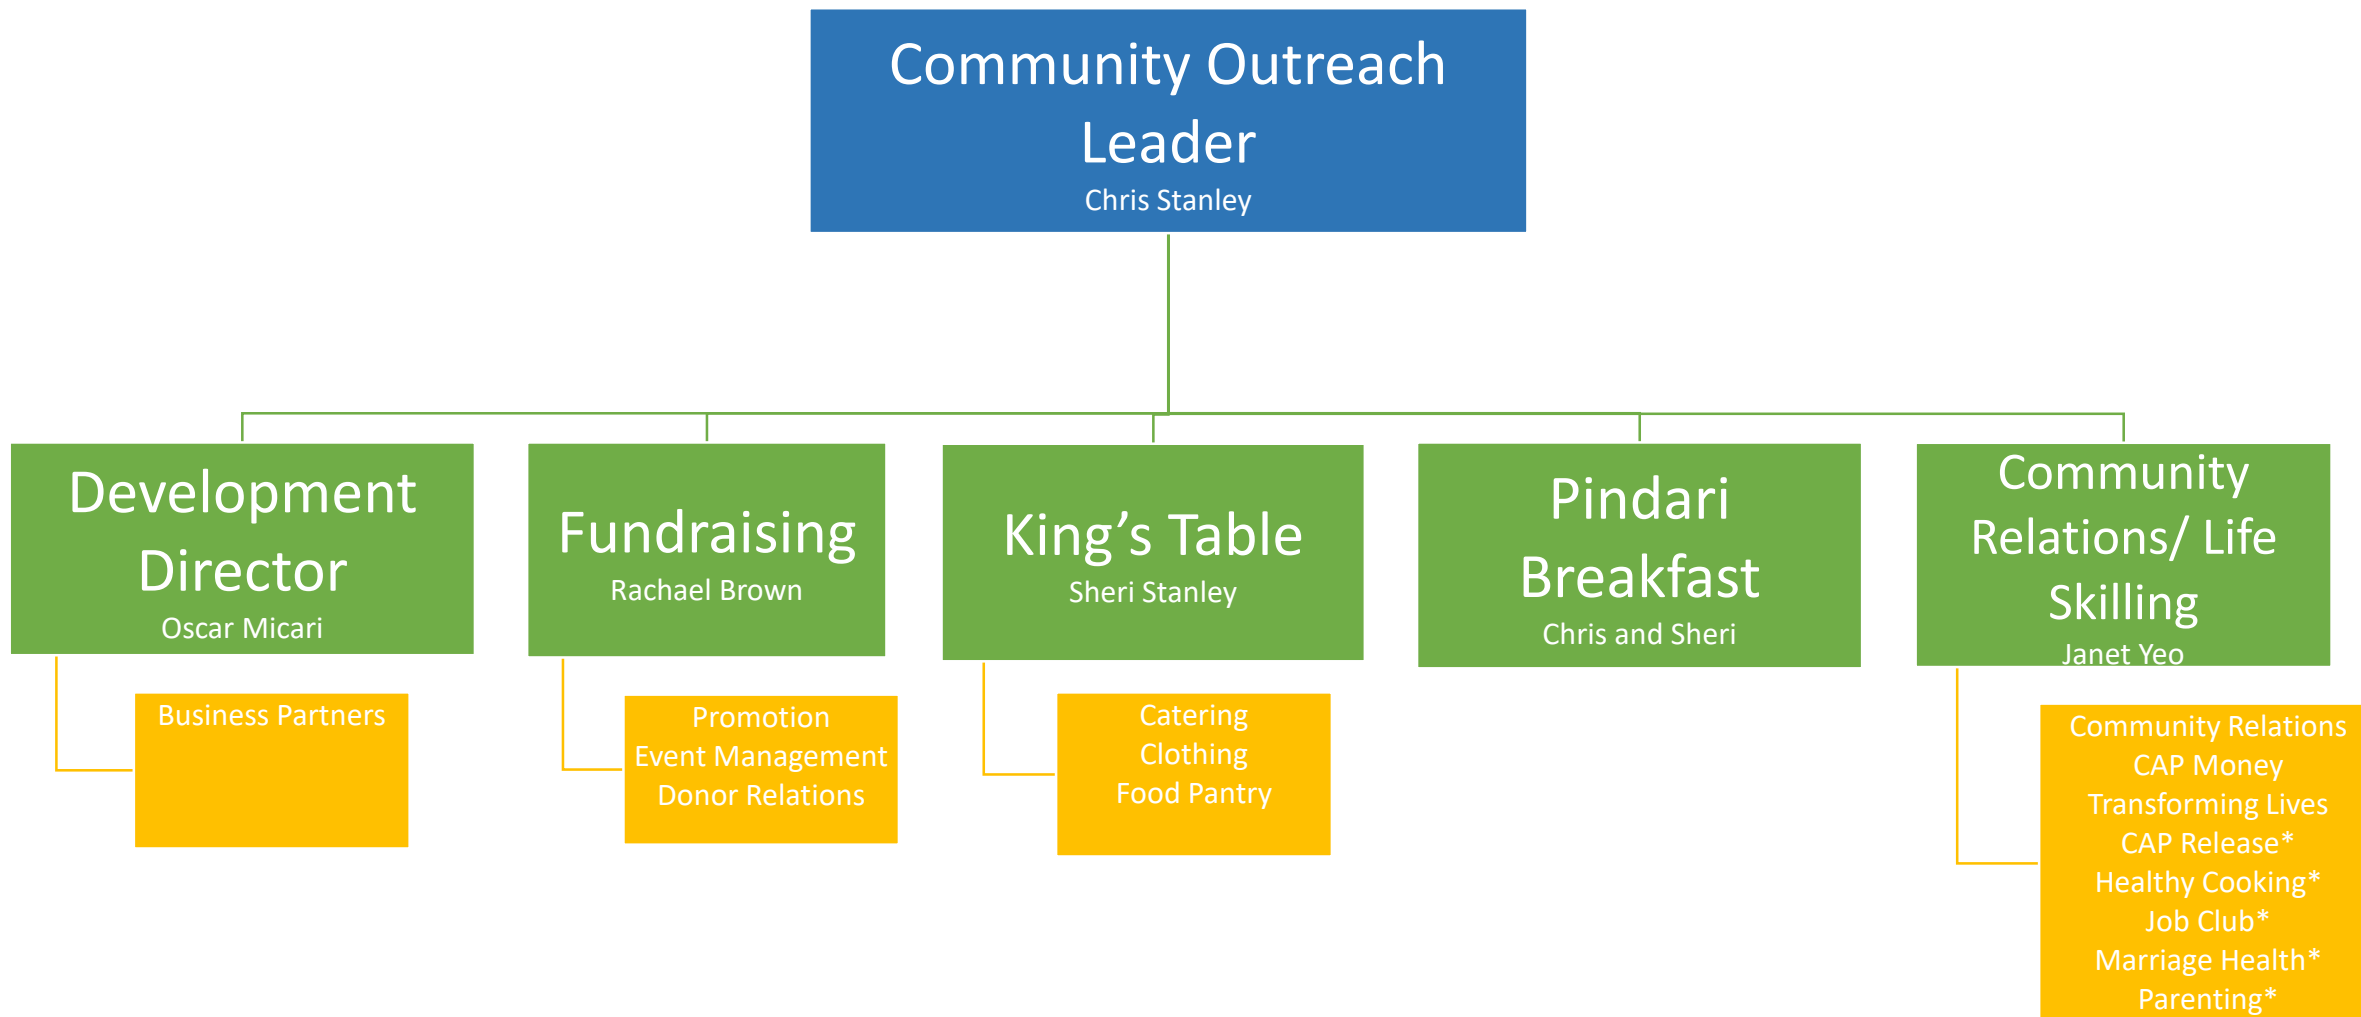 Community Outreach
Leader
Chris Stanley
Development
Director
Oscar Micari
Business Partners
Fundraising
Rachael Brown
Promotion
Event Management
Donor Relations
King’s Table
Sheri Stanley
Catering
Clothing
Food Pantry
Pindari
Breakfast
Chris and Sheri
Community
Relations/ Life
Skilling
Janet Yeo
Community Relations
CAP Money
Transforming Lives
CAP Release*
Healthy Cooking*
Job Club*
Marriage Health*
Parenting*